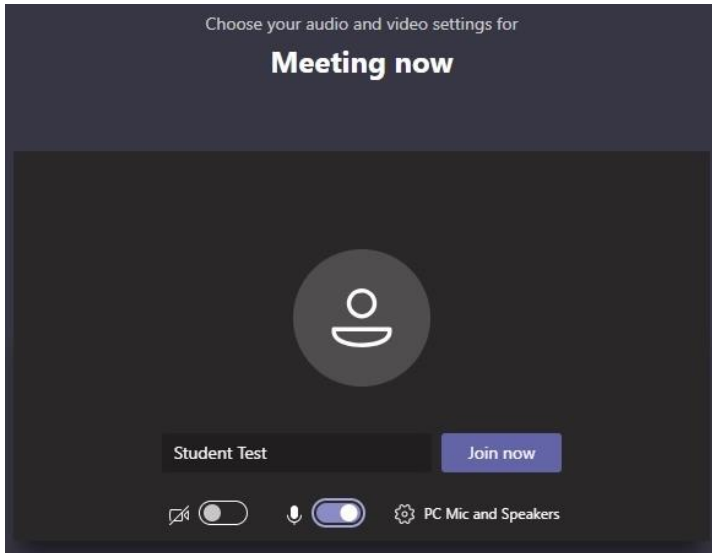 Choose your audio and video settings for
Meeting now
Student Test
Join now
PC Mic and Speakers